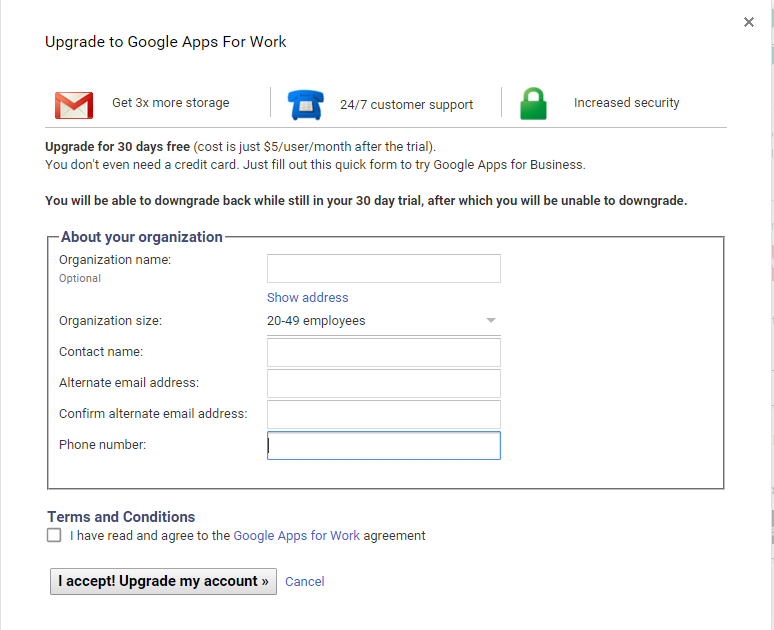 Upgrade to Google Apps For Work
Get 3x more storage
24/7 customer support
Increased security
Upgrade for 30 days free (cost is just $5/user/month after the trial).
You don't even need a credit card. Just fill out this quick form to try Google Apps for Business.
You will be able to downgrade back while still in your 30 day trial, after which you will be unable to downgrade.
About your organization
Organization name:
Optional
Show address
Organization size:
20-49 employees
Contact name:
Alternate email address:
Confirm alternate email address:
Phone number:
Terms and Conditions
I have read and agree to the Google Apps for Work agreement
I accept! Upgrade my account »
Cancel